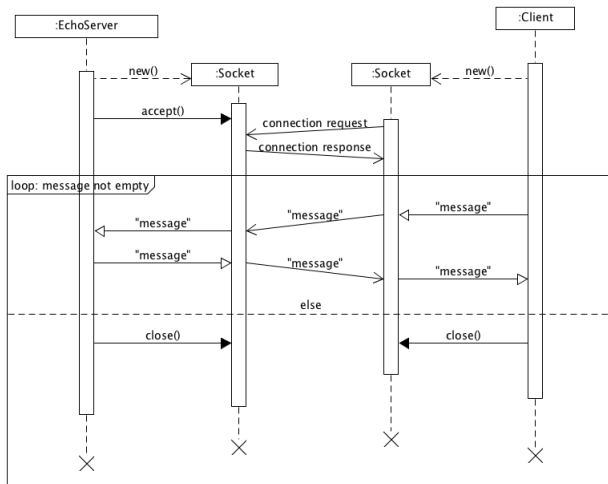 :EchoServer
:Client
new()
:Socket
:Socket
new()
accept()
connection request
connection response
loop: message not empty
"message"
"message"
"message"
"message"
"message"
"message"
else
close()
close()